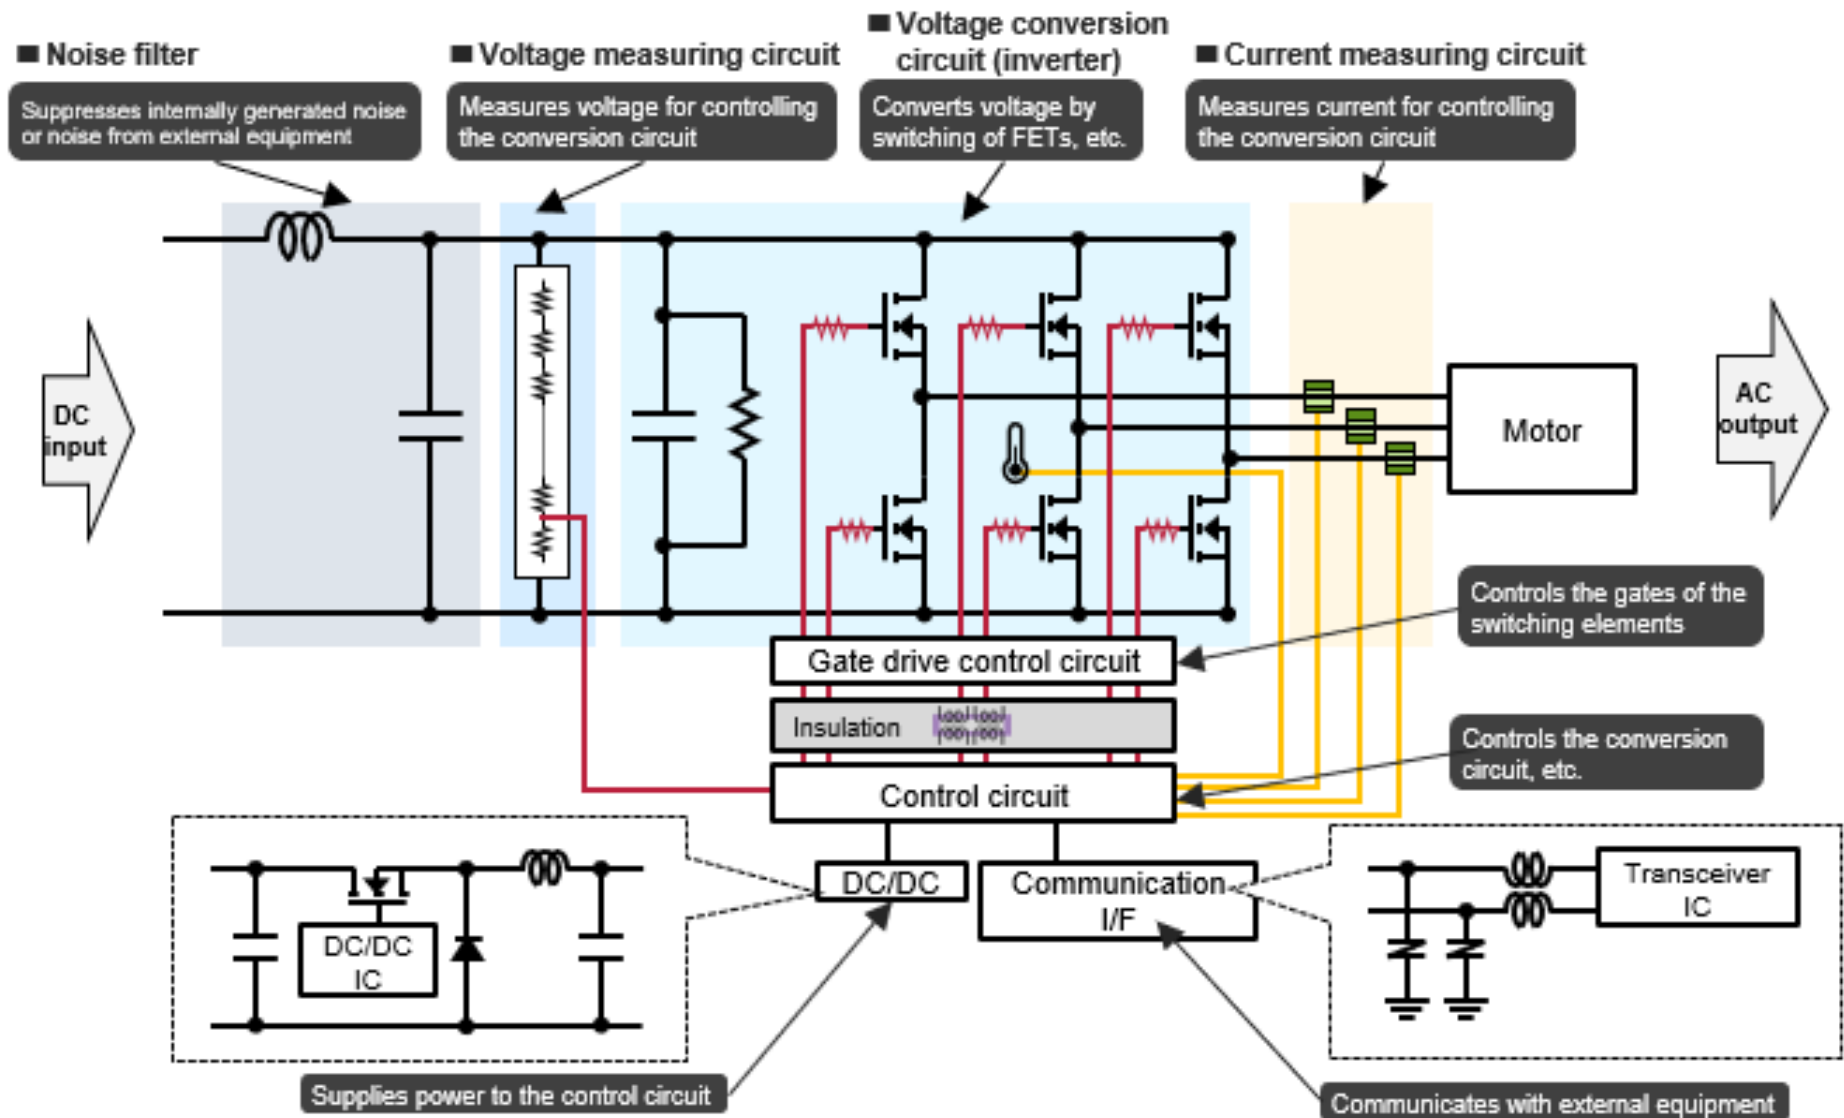 ■ Noise filter
Suppresses internally generated noise
or noise from external equipment
■ Voltage measuring circuit
Measures voltage for controlling
the conversion circuit
■ Voltage conversion
circuit (inverter)
Converts voltage by
switching of FETs, etc.
■ Current measuring circuit
Measures current for controlling
the conversion circuit
DC
input
Motor
AC
output
Controls the gates of the
switching elements
Gate drive control circuit
Insulation
Controls the conversion
circuit, etc.
Control circuit
DC/DC
Communication
I/F
DC/DC
IC
Transceiver
IC
Supplies power to the control circuit
Communicates with external equipment